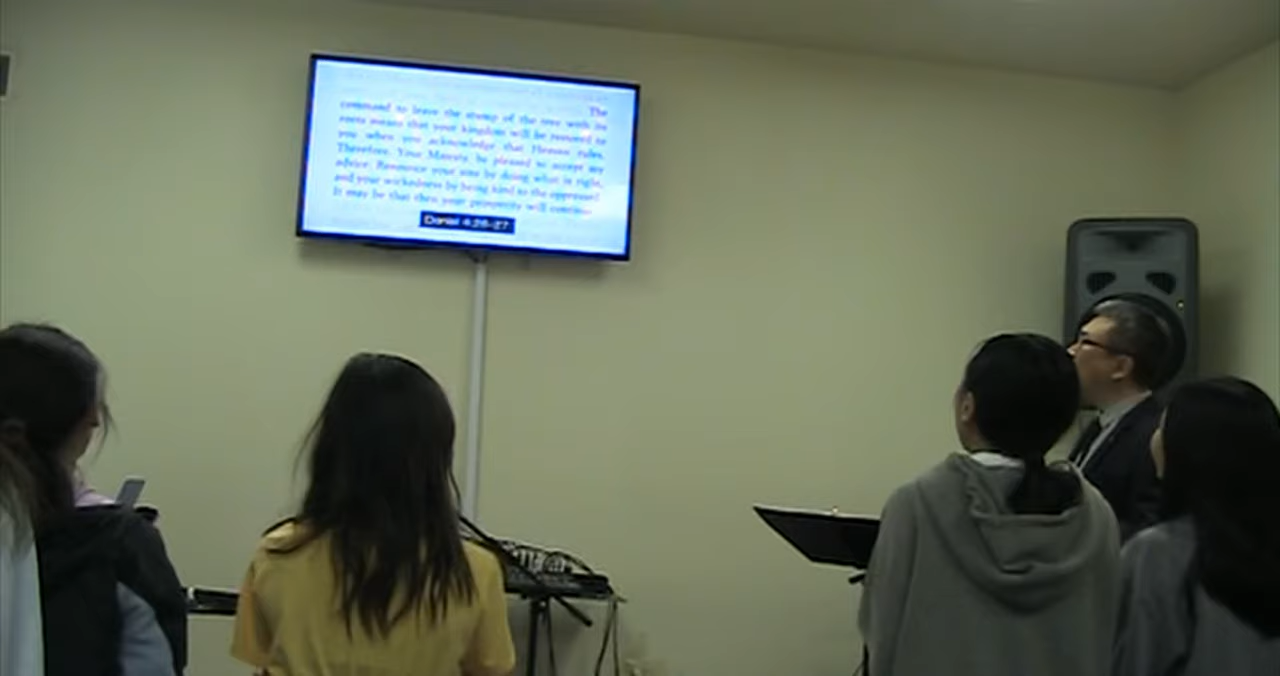 The
command to leave the stump of the tree with its
roots means that your kingdom will be restored to
you when you acknowledge that Heaven rules.
Therefore, Your Majesty, be pleased to accept my
advice: Renounce your sins by doing what is right,
and your wickedness by being kind to the oppressed.
It may be that then your prosperity will continue.
Daniel 4:26-27